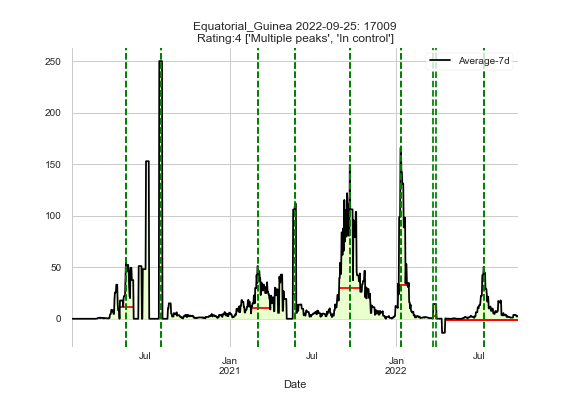 Equatorial_Guinea 2022-09-25: 17009
Rating:4 ['Multiple peaks', 'In control']
Average-7d
250
200
150
100
50
0
Jul
Jan
2021
Jul
Jan
2022
Jul
Date